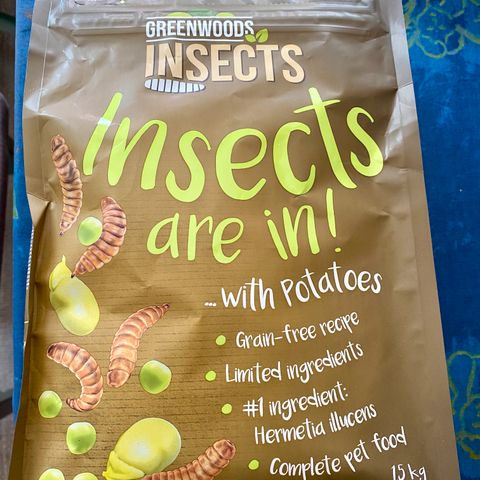 GREENWOODS
INSECTS
Insects
are in!
...with Potatoes
Grain-free recipe
Limited ingredients
#1 ingredient:
Hermetia illucens
Complete pet food
1.5 kg